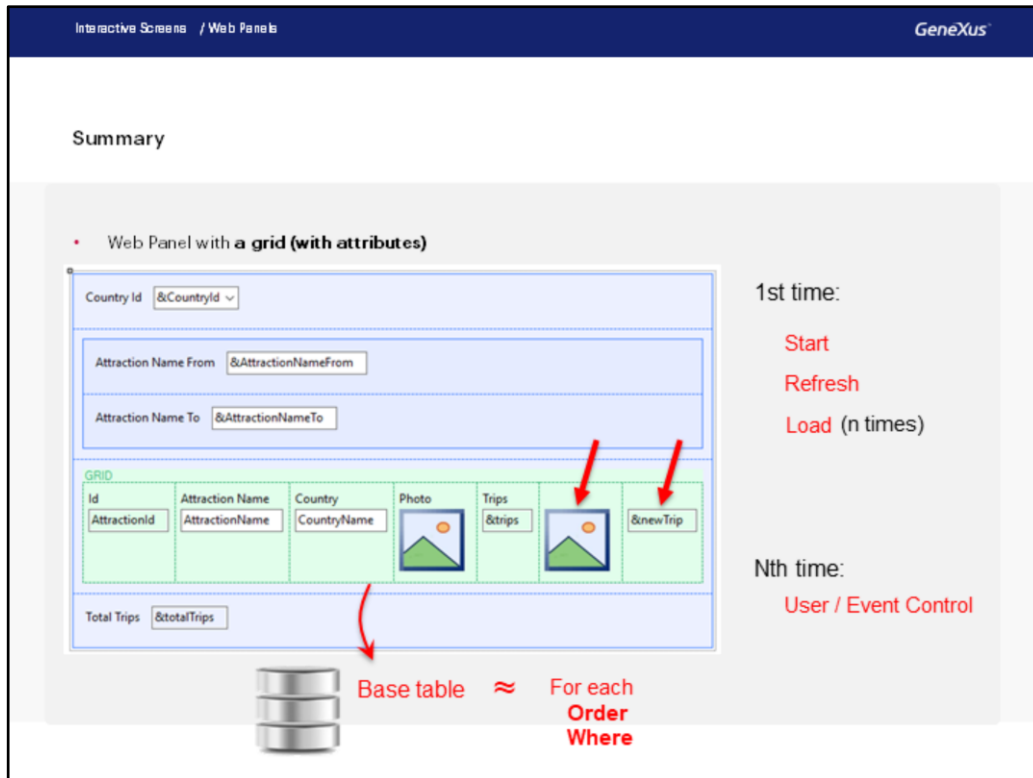 Interactive Screens / Web Panels
GeneXus
Summary
• Web Panel with a grid (with attributes)
Country Id &CountryId
Attraction Name From &AttractionNameFrom
Attraction Name To &AttractionNameTo
GRID
Id Attraction Name Country Photo Trips
AttractionId AttractionName CountryName &trips &newTrip
Total Trips &totalTrips
1st time:
Start
Refresh
Load (n times)
Nth time:
User / Event Control
Base table ≈ For each
Order
Where